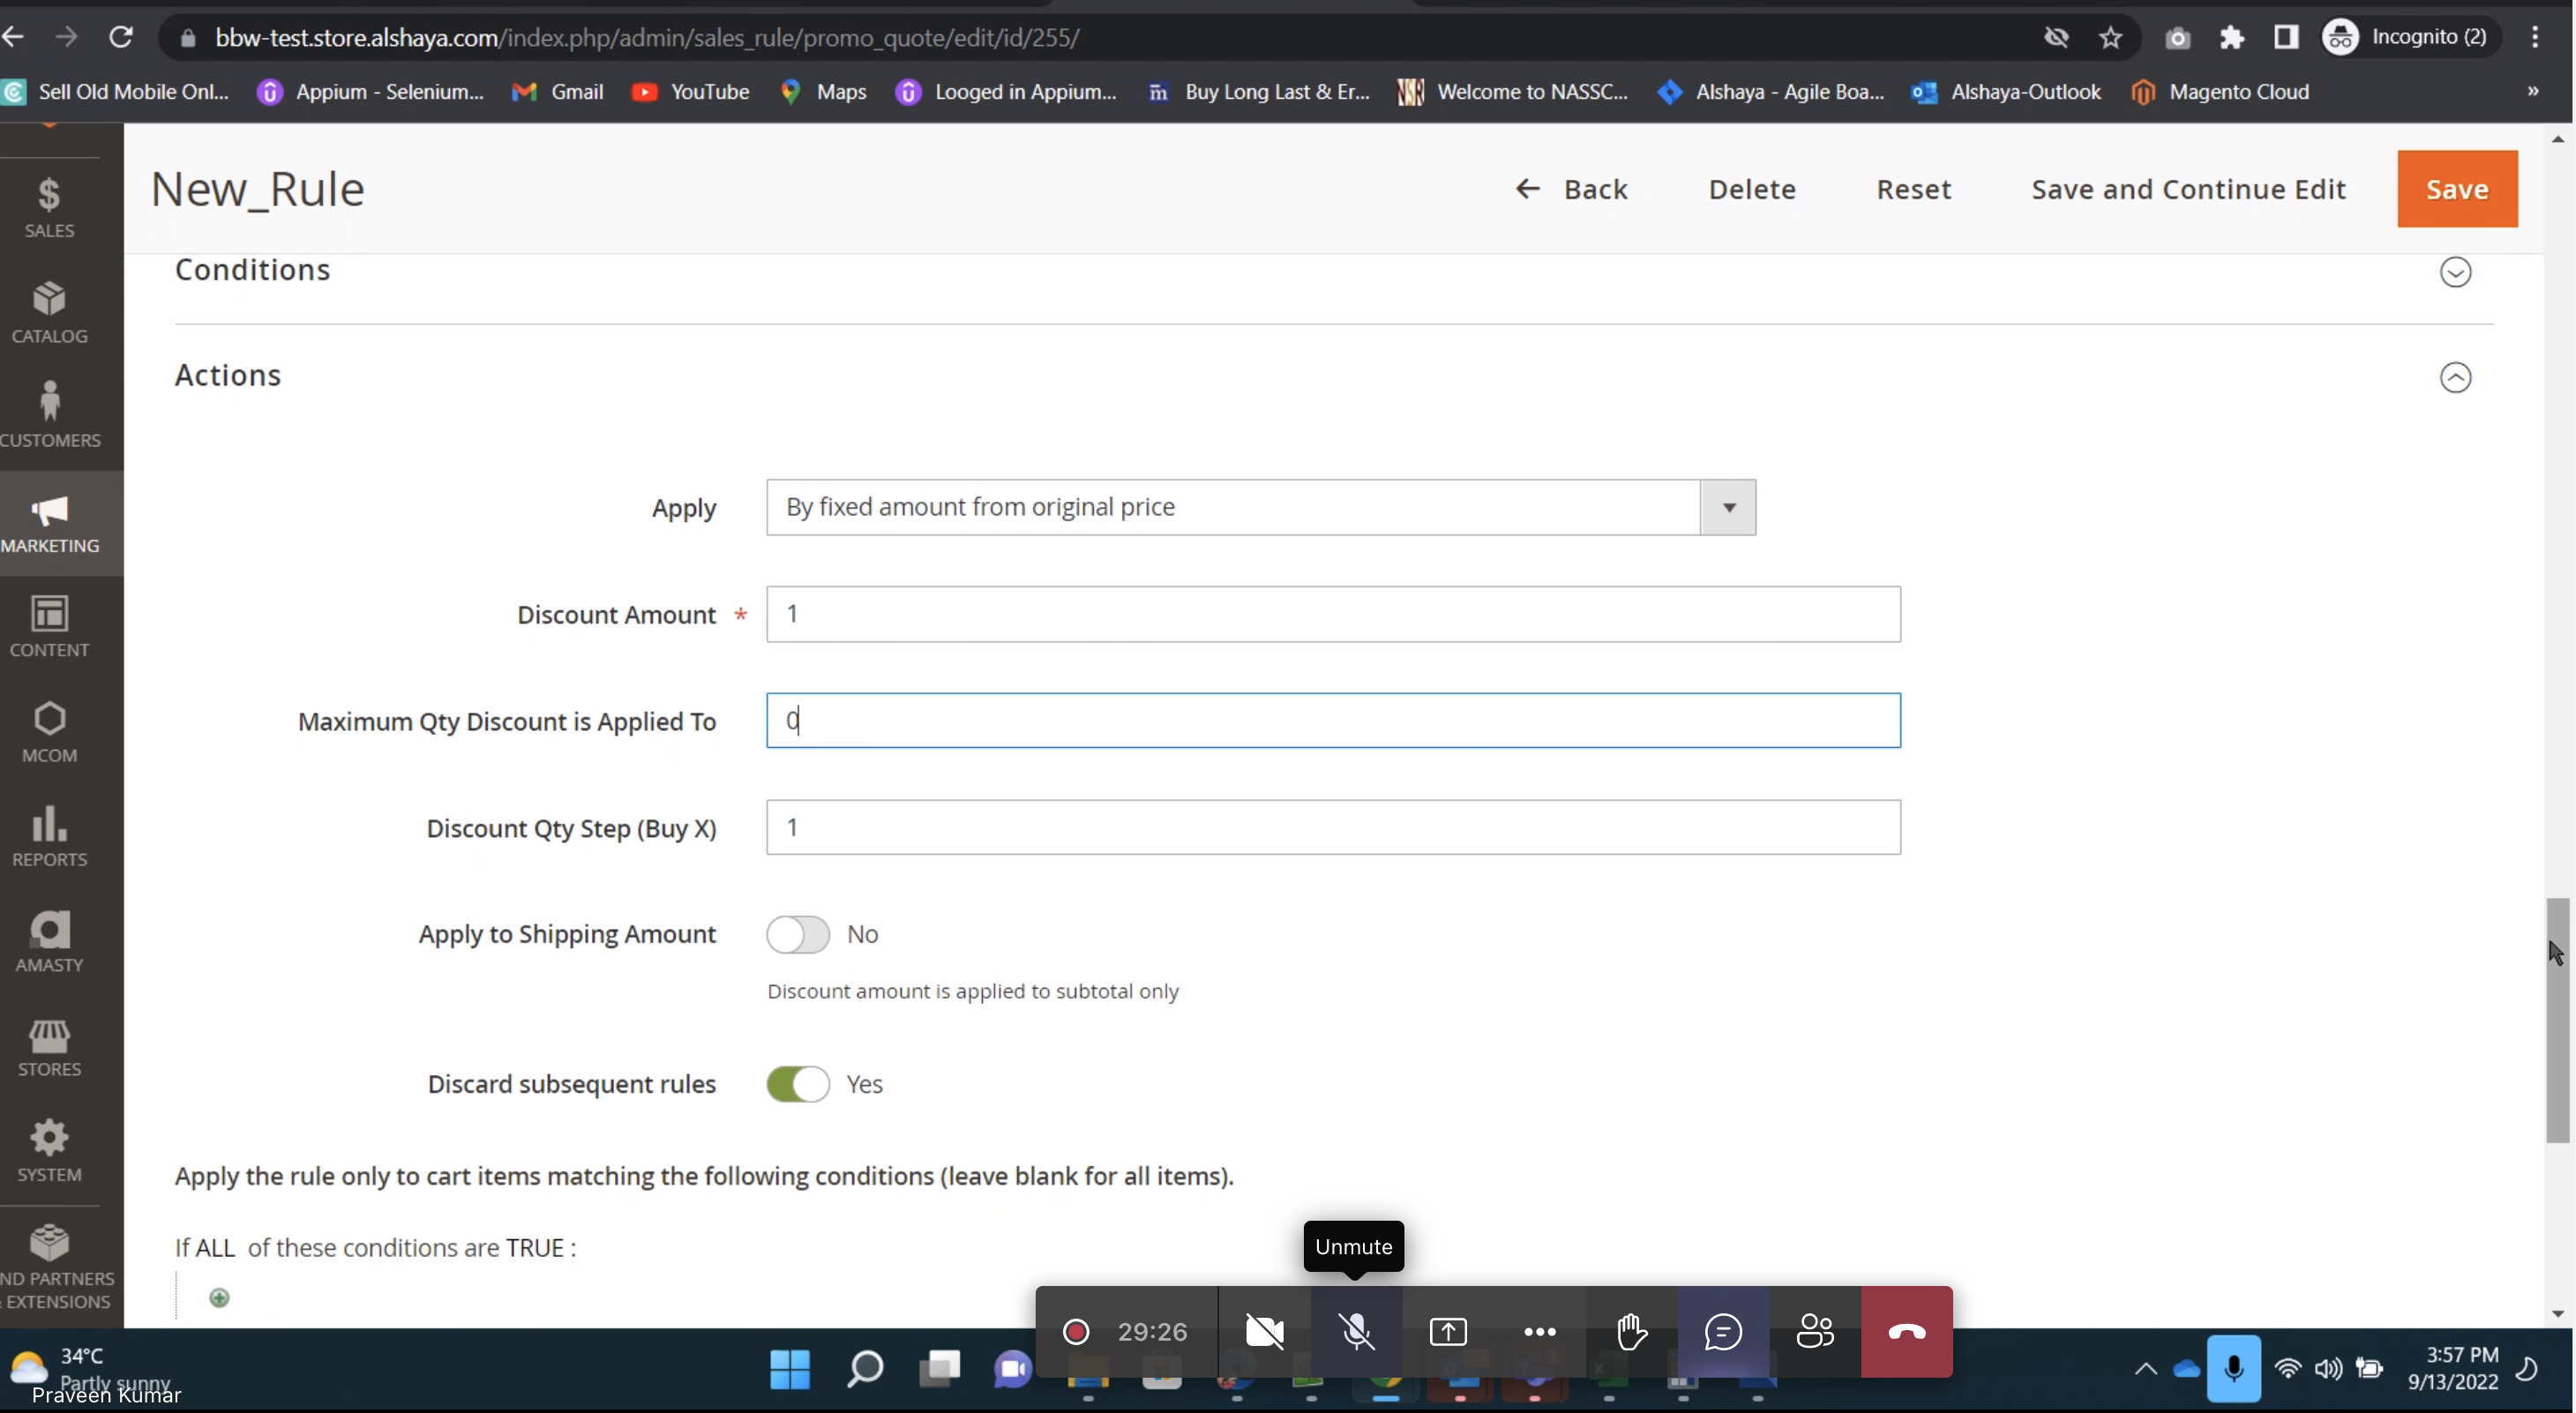 bbw-test.store.alshaya.com/index.php/admin/sales_rule/promo_quote/edit/id/255/
Incognito (2)
Sell Old Mobile Onl...
Appium - Selenium...
Gmail
YouTube
Maps
Looged in Appium...
Buy Long Last & Er...
Welcome to NASSC...
Alshaya - Agile Boa...
Alshaya-Outlook
Magento Cloud
»
SALES
CATALOG
CUSTOMERS
MARKETING
CONTENT
MCOM
REPORTS
AMASTY
STORES
SYSTEM
ND PARTNERS
EXTENSIONS
New_Rule
Back
Delete
Reset
Save and Continue Edit
Save
Conditions
Actions
Apply
By fixed amount from original price
Discount Amount *
1
Maximum Qty Discount is Applied To
0
Discount Qty Step (Buy X)
1
Apply to Shipping Amount
No
Discount amount is applied to subtotal only
Discard subsequent rules
Yes
Apply the rule only to cart items matching the following conditions (leave blank for all items).
If ALL of these conditions are TRUE :
Unmute
29:26
34°C
Partly sunny
Praveen Kumar
3:57 PM
9/13/2022